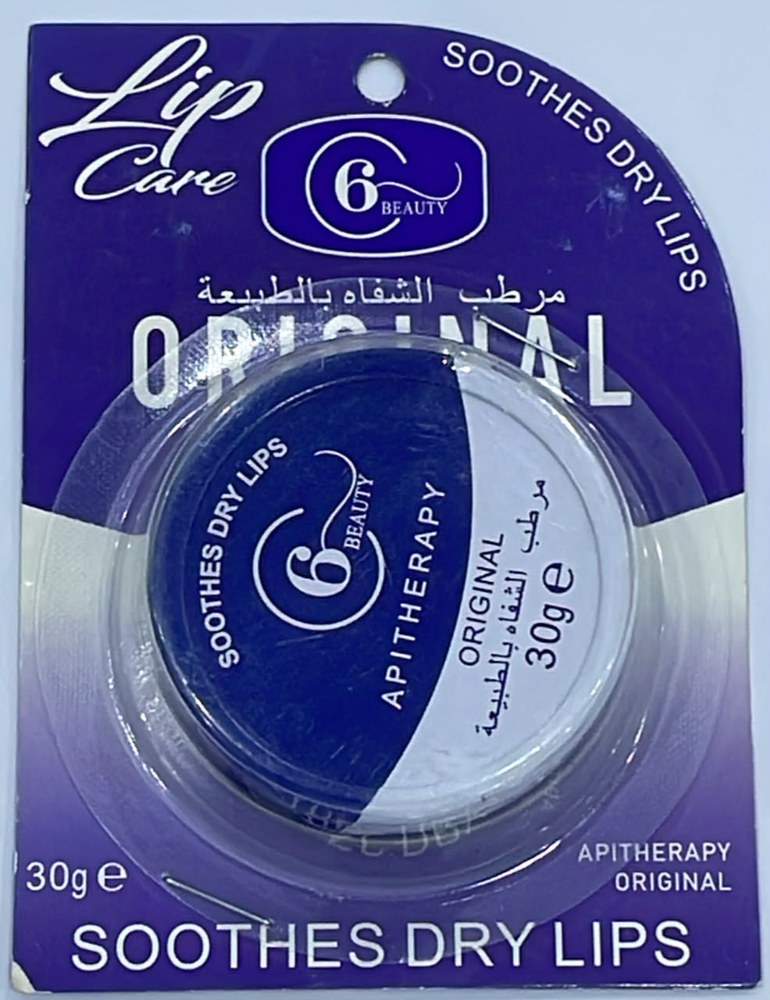 Lip
Care
SOOTHES DRY LIPS
6
BEAUTY
مرطب الشفاه بالطبيعة
ORIGINAL
SOOTHES DRY LIPS
6
BEAUTY
APITHERAPY
ORIGINAL
مرطب الشفاه بالطبيعة
30g e
30g e
APITHERAPY
ORIGINAL
SOOTHES DRY LIPS